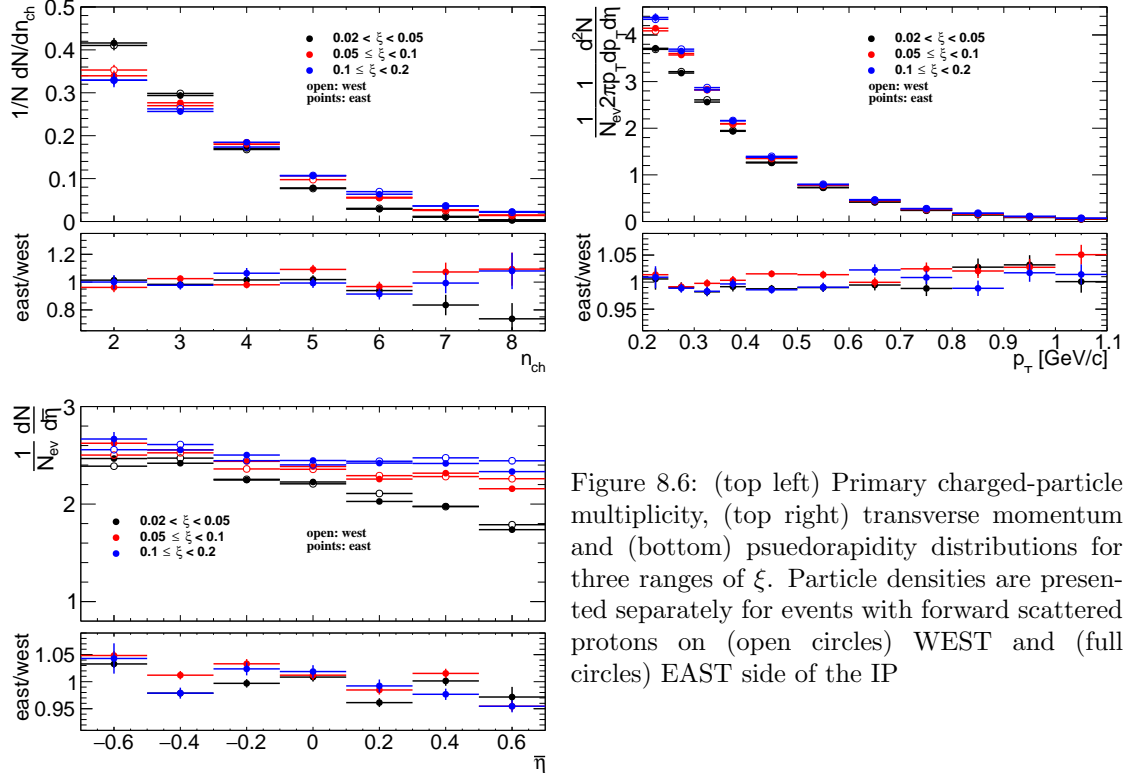 1/N dN/dn_ch
0.5
0.4
0.3
0.2
0.1
0
0.02 < ξ < 0.05
0.05 ≤ ξ < 0.1
0.1 ≤ ξ < 0.2
open: west
points: east
east/west
1.2
1
0.8
2 3 4 5 6 7 8
n_ch
1/N_ev 2πp_T d²N/dp_T dη
4
3
2
1
0
0.02 < ξ < 0.05
0.05 ≤ ξ < 0.1
0.1 ≤ ξ < 0.2
open: west
points: east
east/west
1.05
1
0.95
0.2 0.3 0.4 0.5 0.6 0.7 0.8 0.9 1 1.1
p_T [GeV/c]
1/N_ev dN/dη̅
3
2
1
0.02 < ξ < 0.05
0.05 ≤ ξ < 0.1
0.1 ≤ ξ < 0.2
open: west
points: east
east/west
1.05
1
0.95
−0.6 −0.4 −0.2 0 0.2 0.4 0.6
η̅
Figure 8.6: (top left) Primary charged-particle
multiplicity, (top right) transverse momentum
and (bottom) psuedorapidity distributions for
three ranges of ξ. Particle densities are presen-
ted separately for events with forward scattered
protons on (open circles) WEST and (full
circles) EAST side of the IP